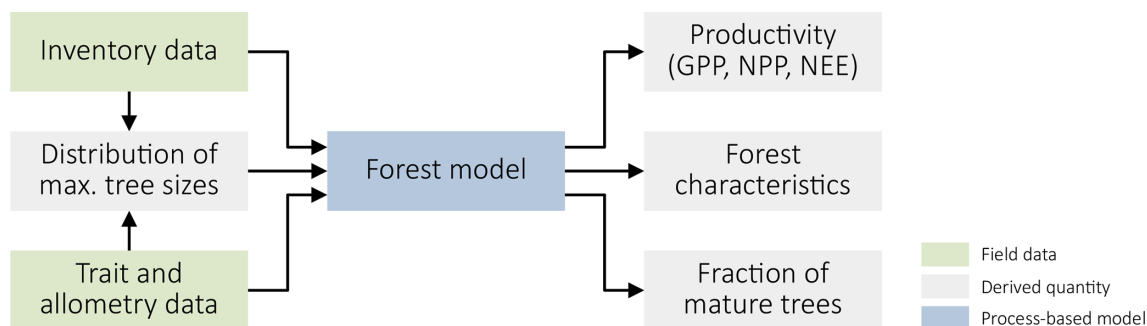 Inventory data
Distribution of
max. tree sizes
Trait and
allometry data
Forest model
Productivity
(GPP, NPP, NEE)
Forest
characteristics
Fraction of
mature trees
Field data
Derived quantity
Process-based model